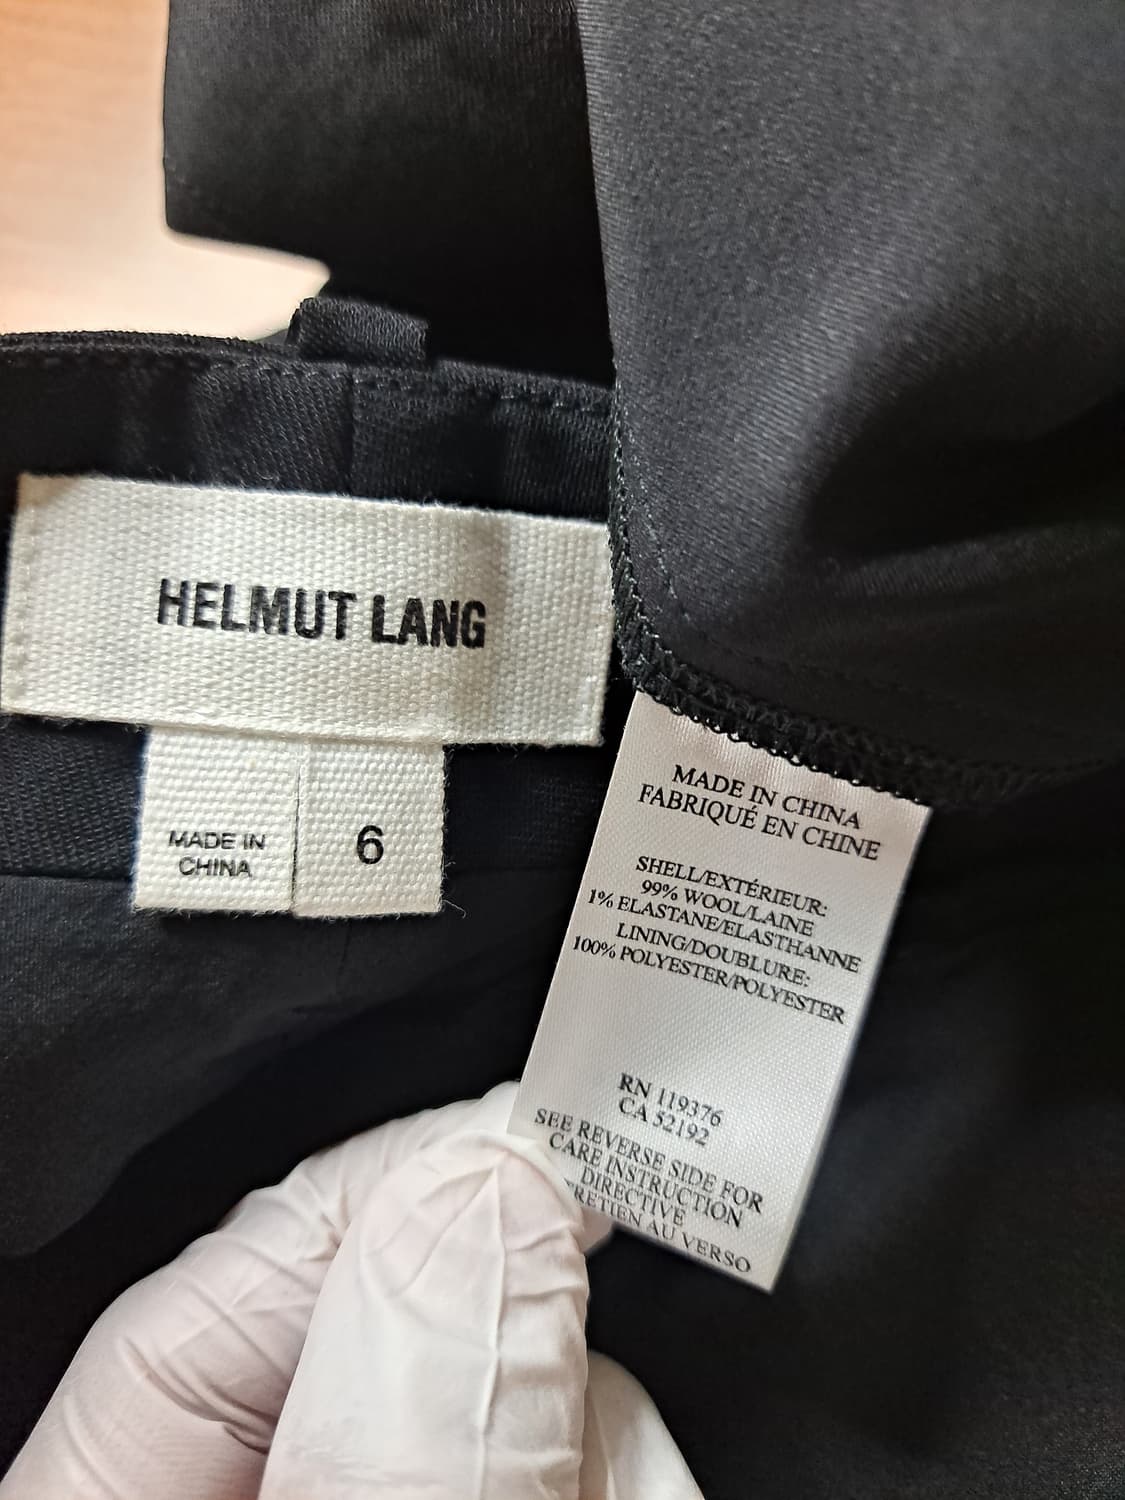 HELMUT LANG
MADE IN
CHINA
6
MADE IN CHINA
FABRIQUÉ EN CHINE
SHELL/EXTÉRIEUR:
99% WOOL/LAINE
1% ELASTANE/ELASTHANNE
LINING/DOUBLURE:
100% POLYESTER/POLYESTER
RN 119376
CA 52192
SEE REVERSE SIDE FOR
CARE INSTRUCTION
DIRECTIVE
AU VERSO